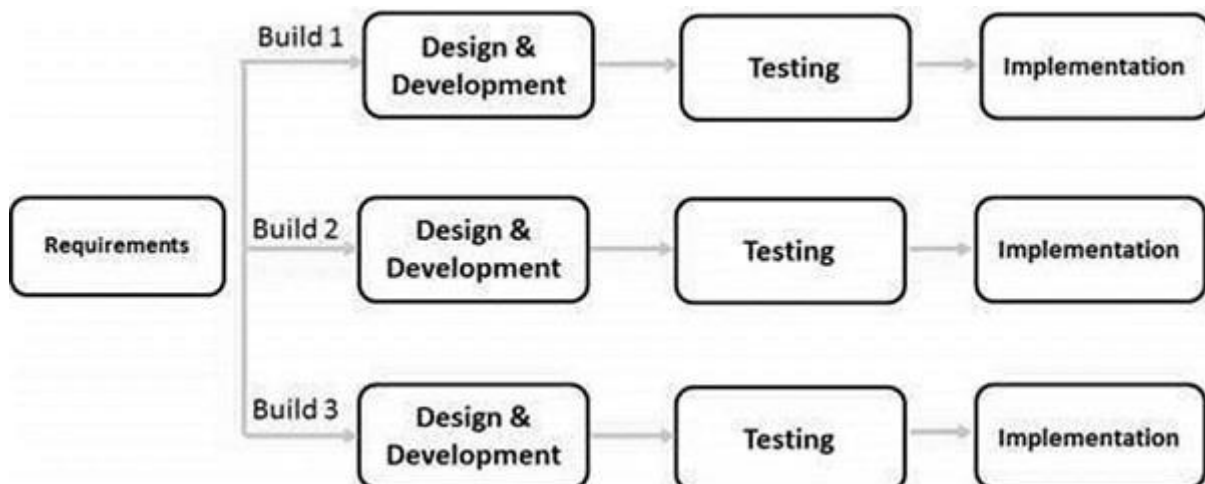 Build 1
Design &
Development
Testing
Implementation
Requirements
Build 2
Design &
Development
Testing
Implementation
Build 3
Design &
Development
Testing
Implementation